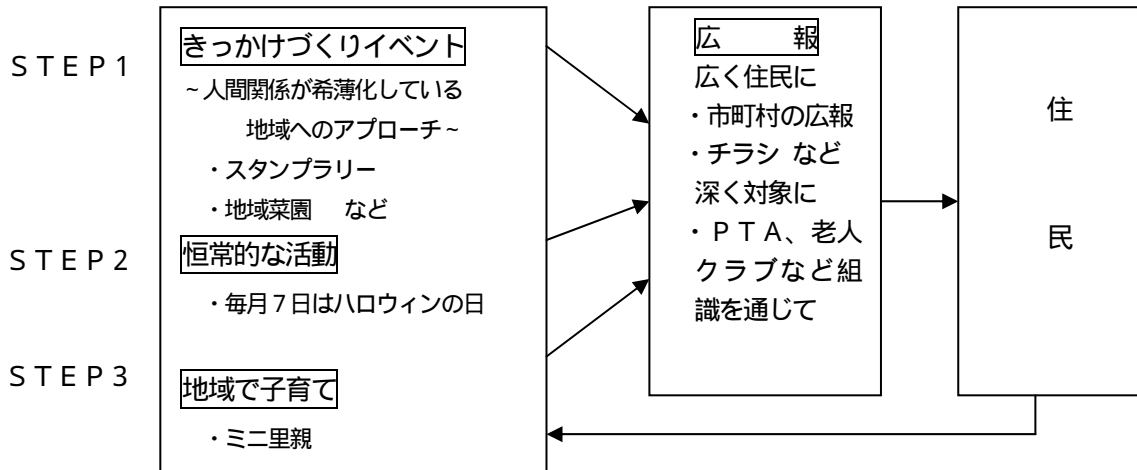 STEP1
きっかけづくりイベント
~人間関係が希薄化している
地域へのアプローチ~
・スタンプラリー
・地域菜園 など
STEP2
恒常的な活動
・毎月7日はハロウィンの日
STEP3
地域で子育て
・ミニ里親
広 報
広く住民に
・市町村の広報
・チラシ など
深く対象に
・PTA、老人
クラブなど組
識を通じて
住
民